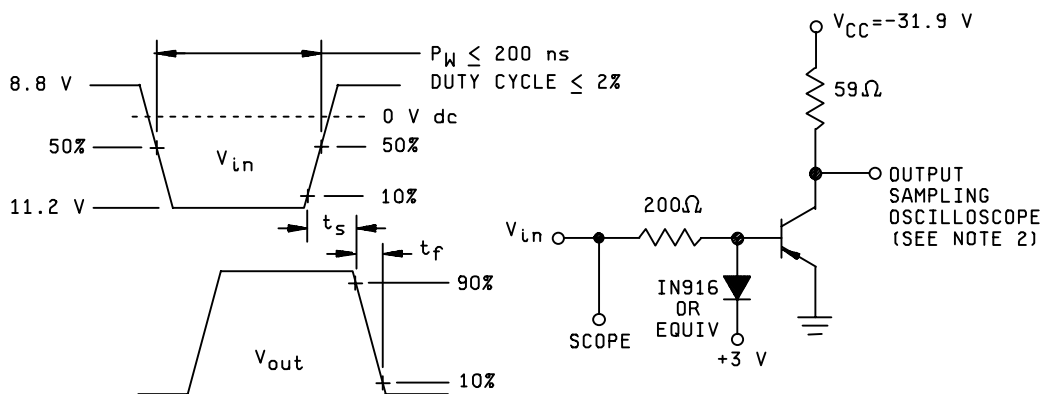 P_W ≤ 200 ns
DUTY CYCLE ≤ 2%
8.8 V
0 V dc
50%
50%
V_in
10%
11.2 V
t_s
t_f
90%
V_out
10%
V_CC=-31.9 V
59Ω
OUTPUT
SAMPLING
OSCILLOSCOPE
(SEE NOTE 2)
200Ω
V_in
IN916
OR
EQUIV
SCOPE
+3 V